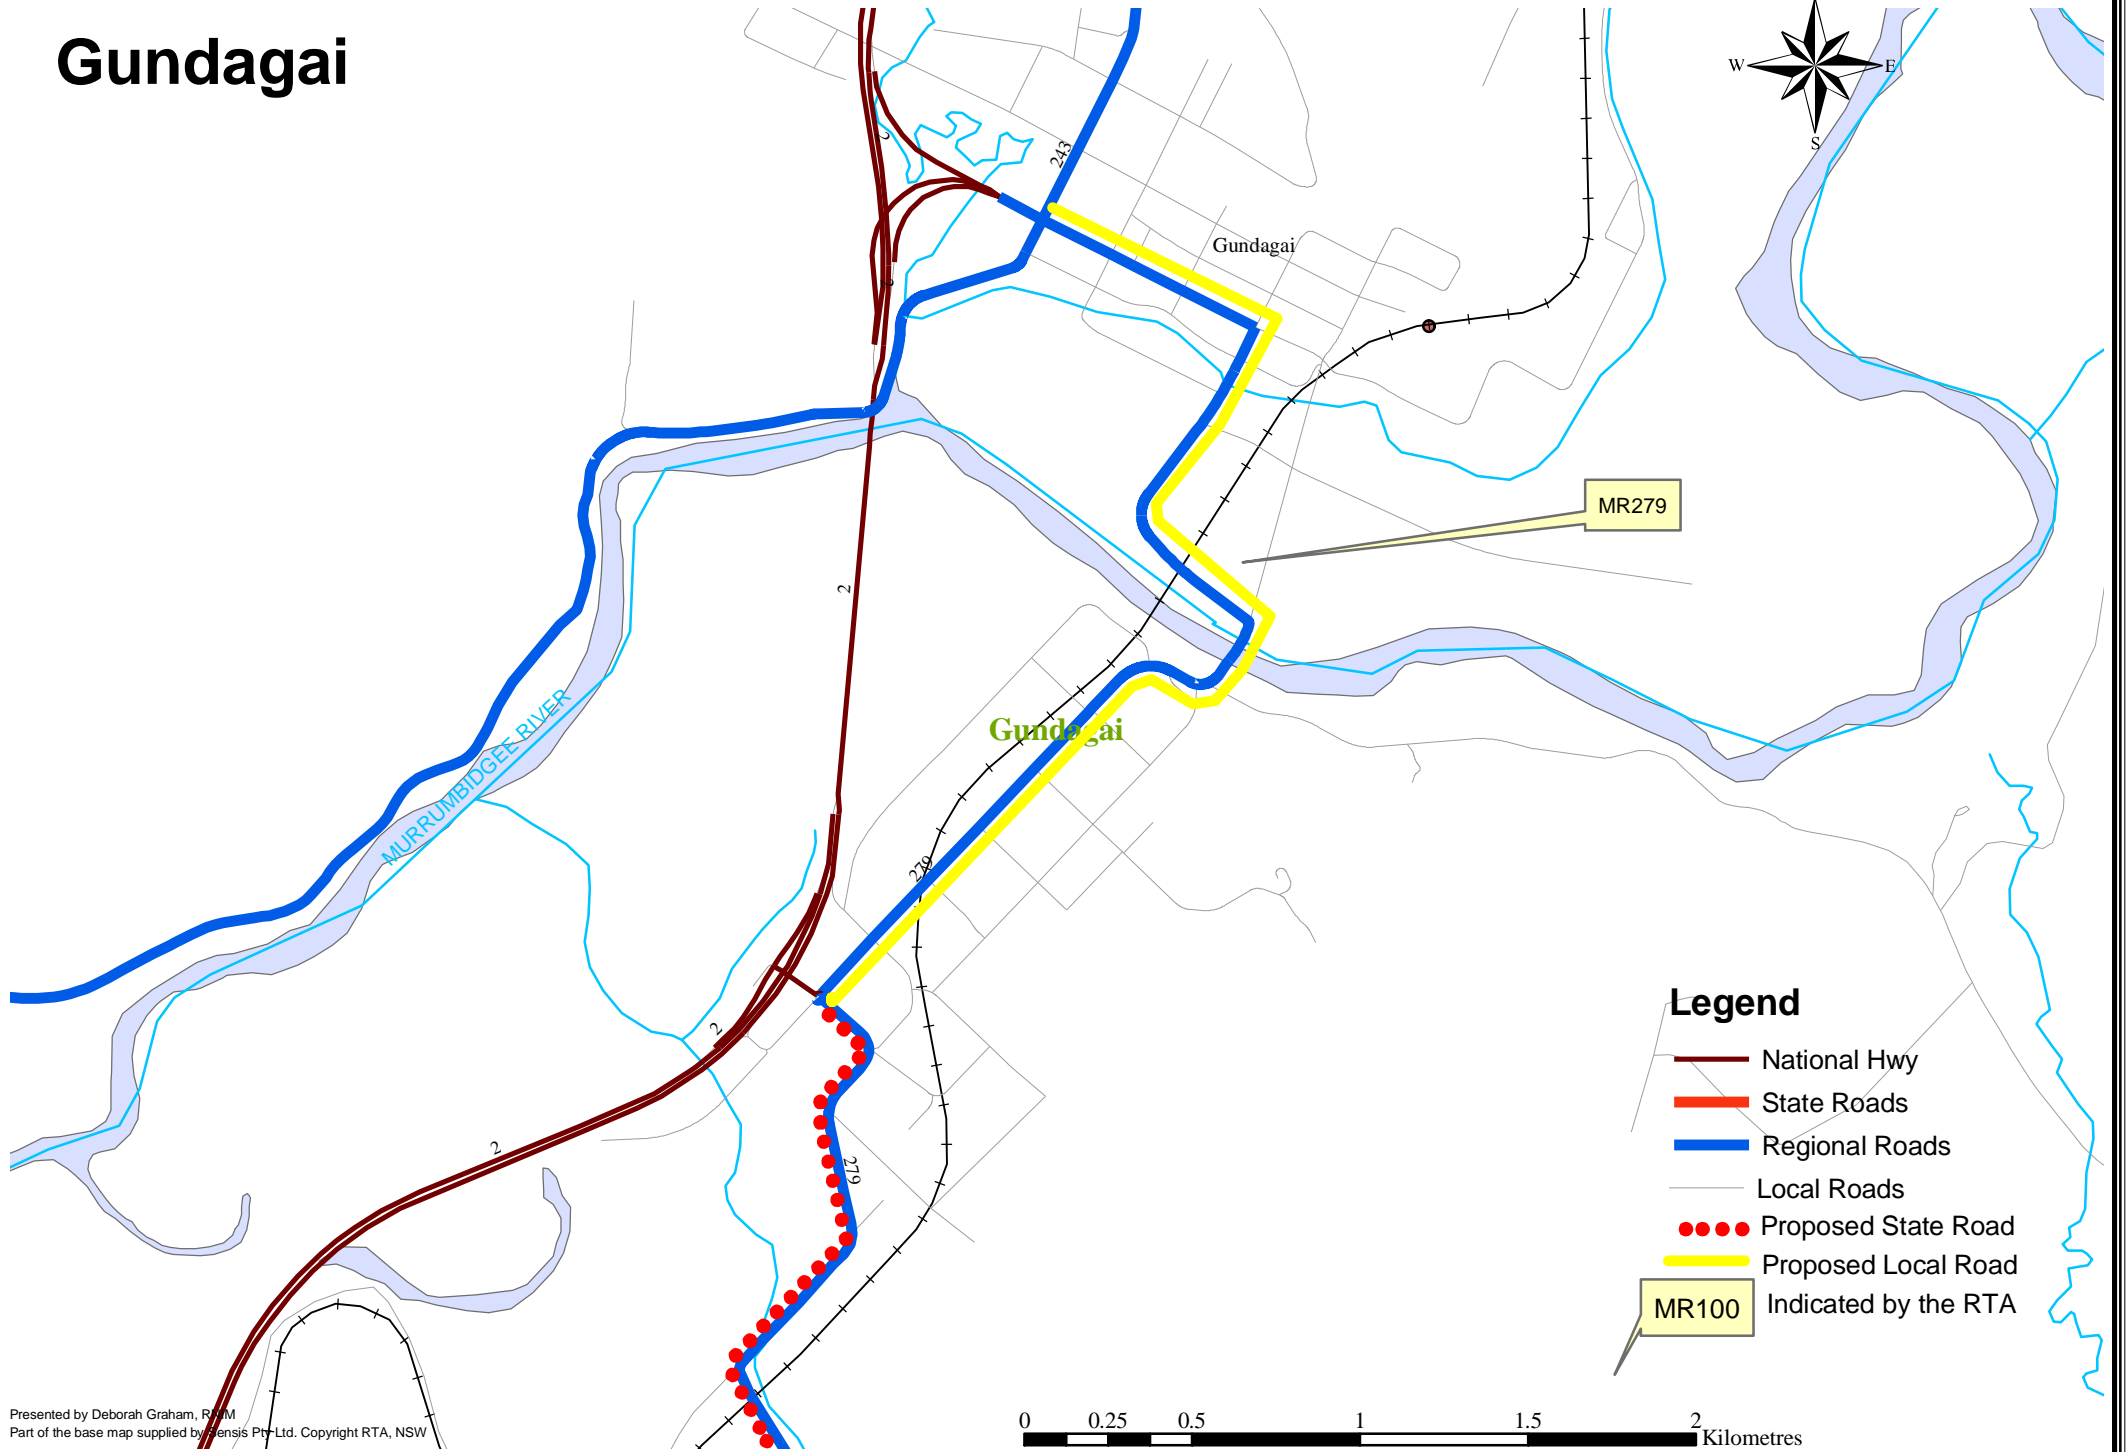 Gundagai
W
E
S
2
243
Gundagai
2
MR279
2
Gundagai
MURRUMBIDGEE RIVER
279
2
2
279
Legend
National Hwy
State Roads
Regional Roads
Local Roads
Proposed State Road
Proposed Local Road
MR100 Indicated by the RTA
Presented by Deborah Graham, RNIM
Part of the base map supplied by Sensis Pty Ltd. Copyright RTA, NSW
0 0.25 0.5 1 1.5 2
Kilometres